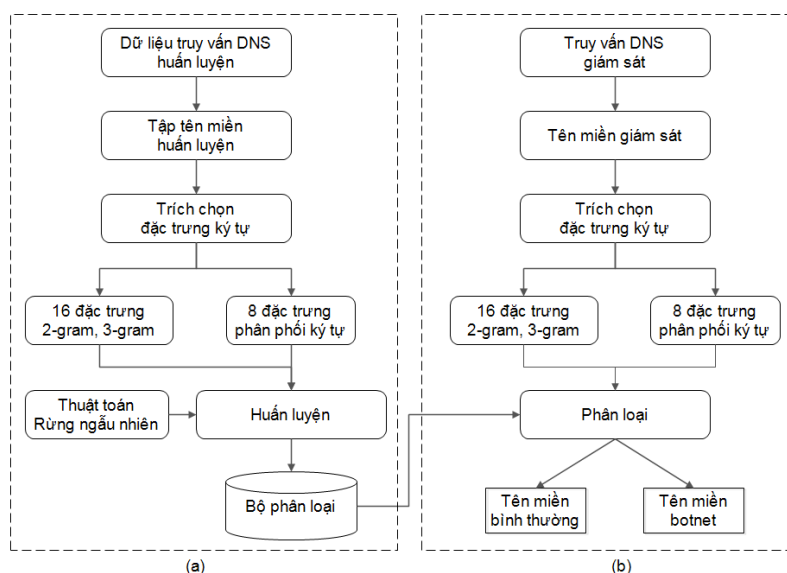 Dữ liệu truy vấn DNS
huấn luyện
Tập tên miền
huấn luyện
Trích chọn
đặc trưng ký tự
16 đặc trưng
2-gram, 3-gram
8 đặc trưng
phân phối ký tự
Thuật toán
Rừng ngẫu nhiên
Huấn luyện
Bộ phân loại
(a)
Truy vấn DNS
giám sát
Tên miền giám sát
Trích chọn
đặc trưng ký tự
16 đặc trưng
2-gram, 3-gram
8 đặc trưng
phân phối ký tự
Phân loại
Tên miền
bình thường
Tên miền
botnet
(b)